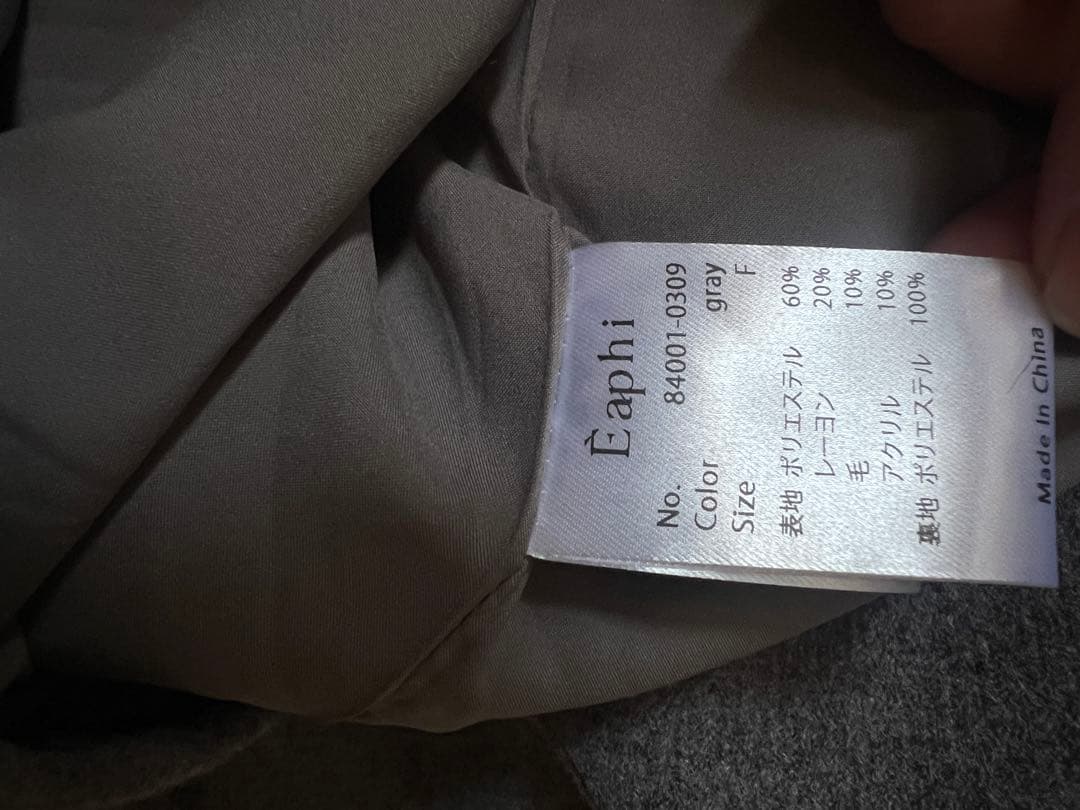 Èaphi
No. 84001-0309
Color gray
Size F
表地 ポリエステル 60%
レーヨン 20%
毛 10%
アクリル 10%
裏地 ポリエステル 100%
Made In China